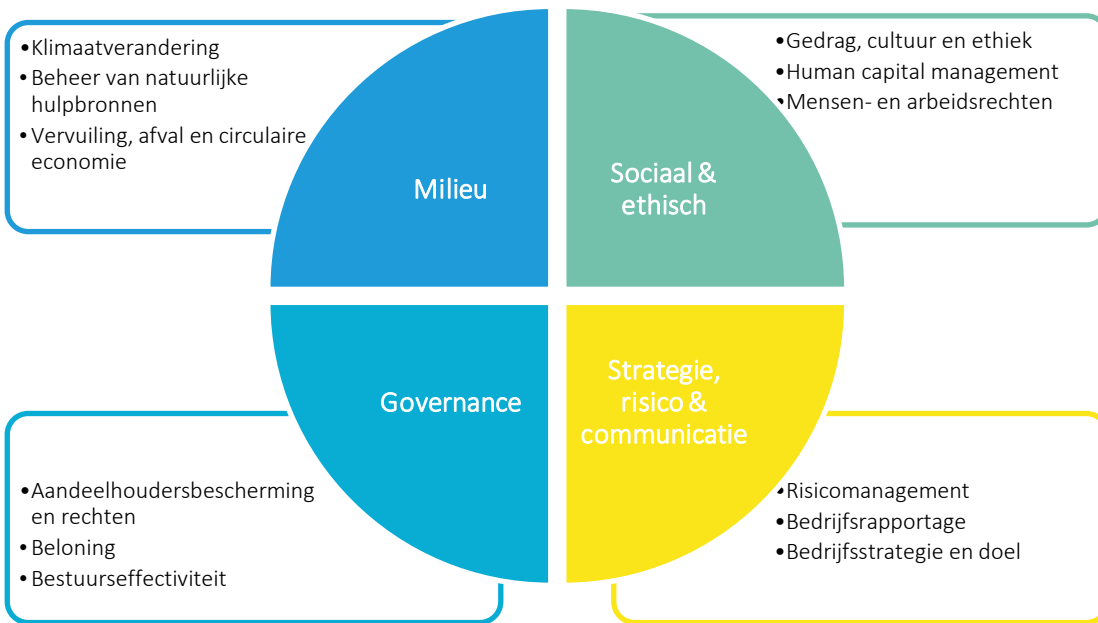 •Klimaatverandering
•Beheer van natuurlijke
hulpbronnen
•Vervuiling, afval en circulaire
economie
Milieu
Sociaal &
ethisch
•Gedrag, cultuur en ethiek
•Human capital management
•Mensen- en arbeidsrechten
Governance
Strategie,
risico &
communicatie
•Aandeelhoudersbescherming
en rechten
•Beloning
•Bestuurseffectiviteit
•Risicomanagement
•Bedrijfsrapportage
•Bedrijfsstrategie en doel